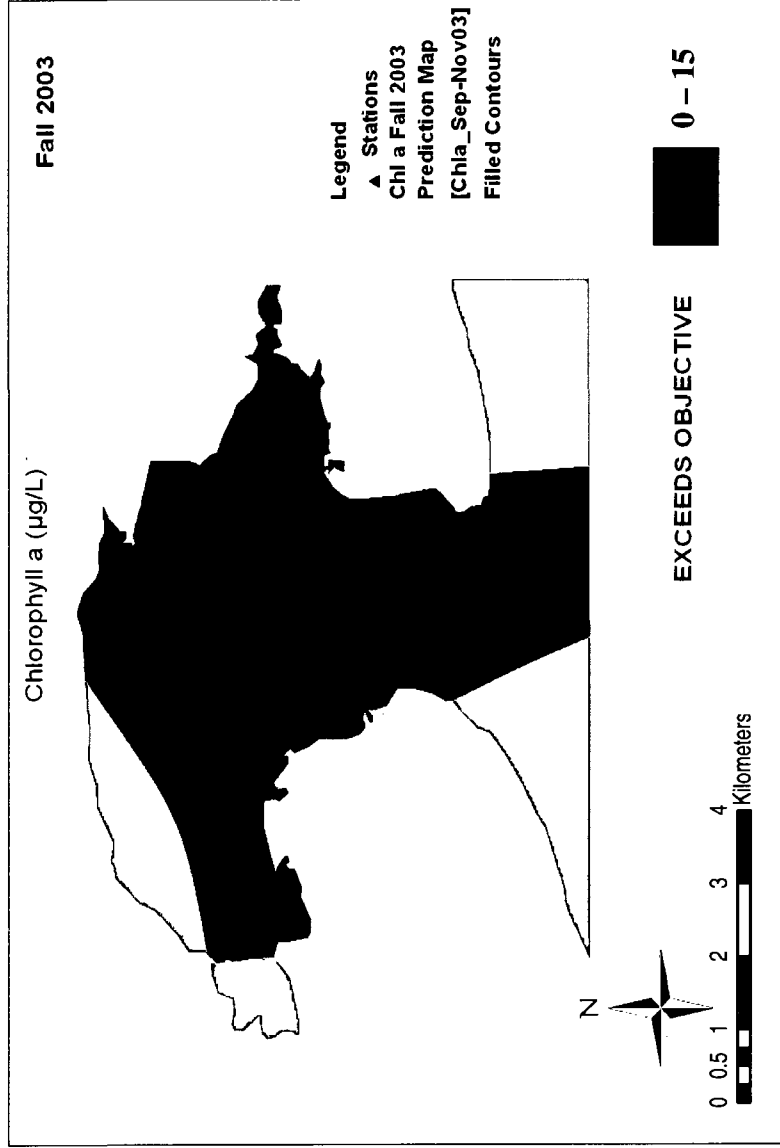 Fall 2003
Chlorophyll a (µg/L)
Legend
▲ Stations
Chl a Fall 2003
Prediction Map
[Chla_Sep-Nov03]
Filled Contours
EXCEEDS OBJECTIVE
0 – 15
N
0 0.5 1 2 3 4
Kilometers